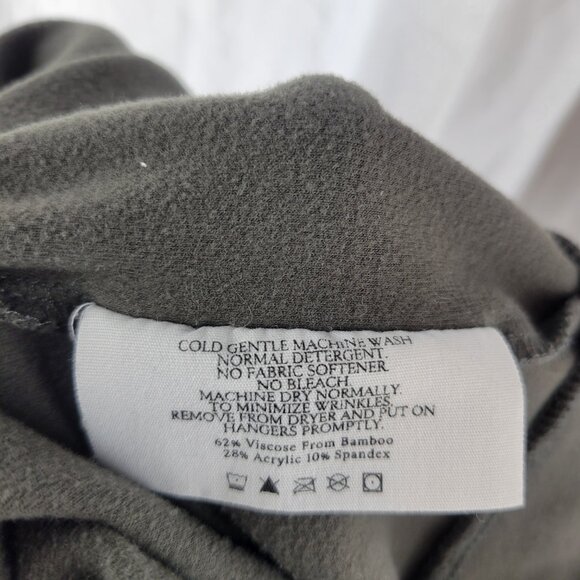 COLD GENTLE MACHINE WASH
NORMAL DETERGENT.
NO FABRIC SOFTENER
NO BLEACH.
MACHINE DRY NORMALLY.
TO MINIMIZE WRINKLES,
REMOVE FROM DRYER AND PUT ON
HANGERS PROMPTLY.
62% Viscose From Bamboo
28% Acrylic 10% Spandex